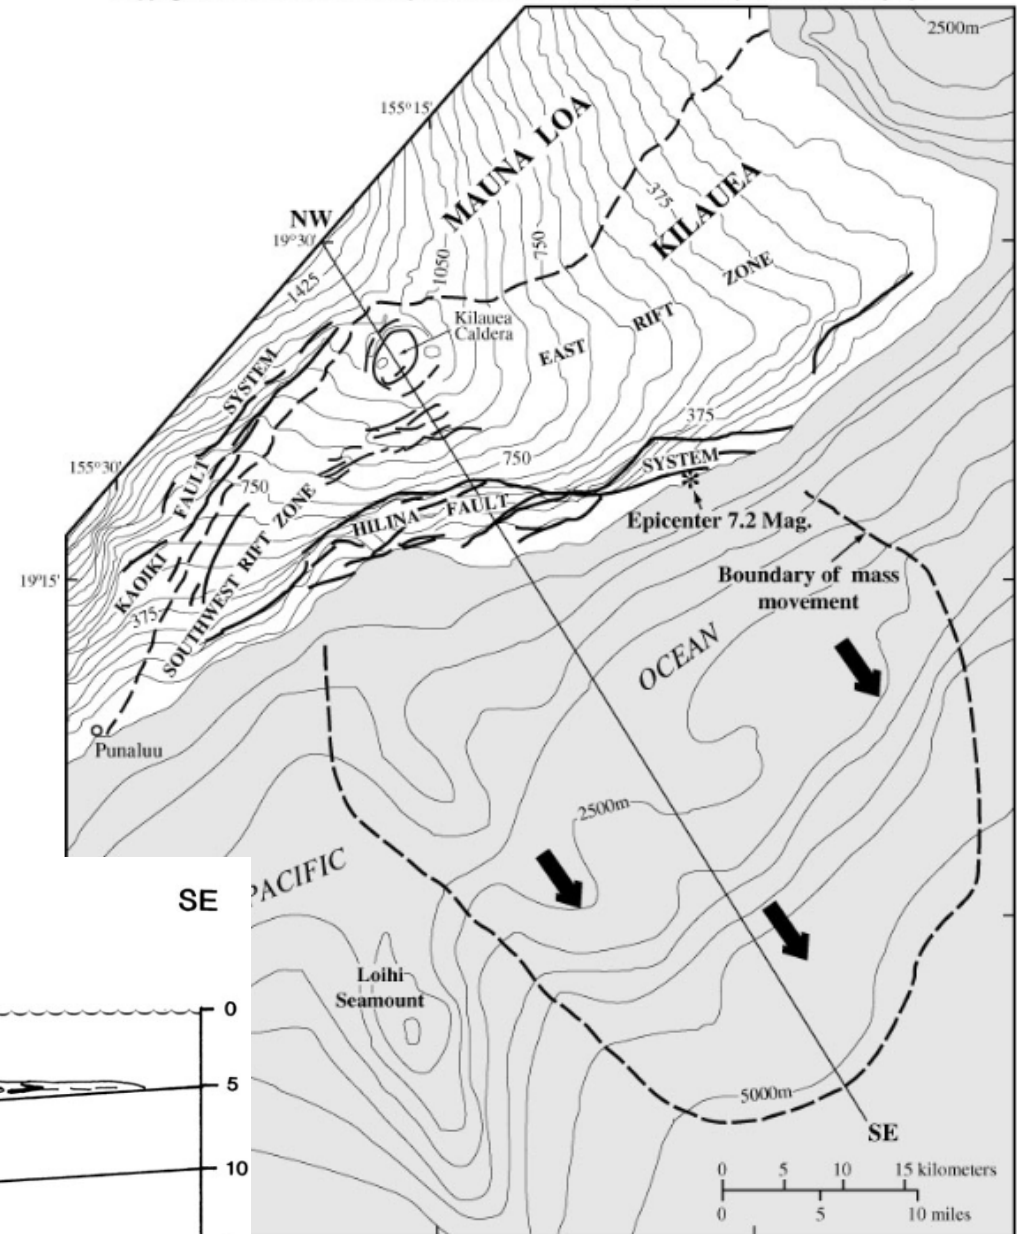 2500m
155°15'
MAUNA LOA
375
KILAUEA
NW
19°30'
1425
1050
750
ZONE
Kilauea
Caldera
RIFT
EAST
SYSTEM
375
155°30'
750
SYSTEM
FAULT
750
ZONE
HILINA FAULT
Epicenter 7.2 Mag.
19°15'
KAOIKI
RIFT
Boundary of mass
movement
375
SOUTHWEST
OCEAN
Punaluu
2500m
PACIFIC
SE
Loihi
Seamount
0
5
5000m
SE
10
0 5 10 15 kilometers
0 5 10 miles